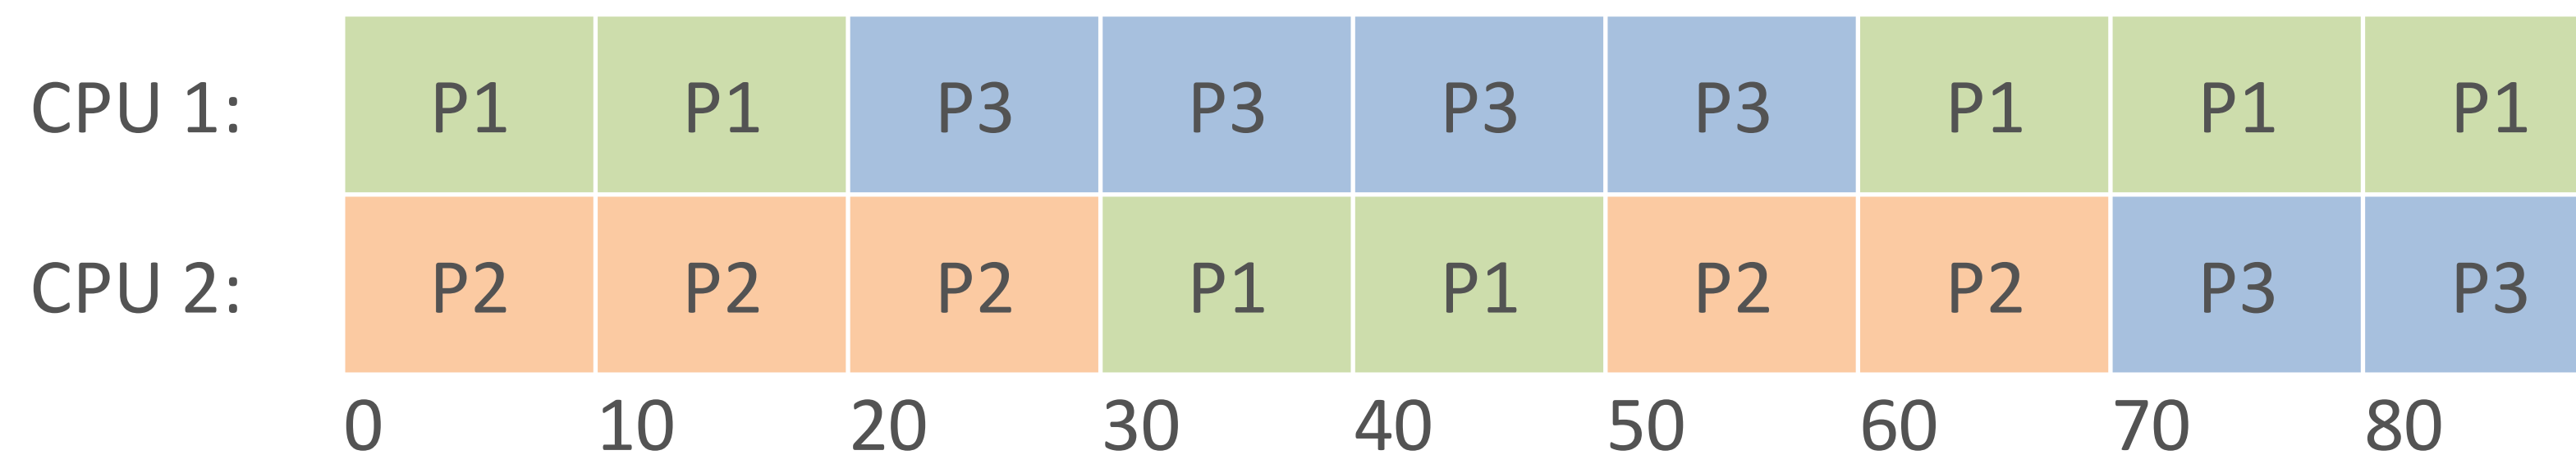 CPU 1: P1 P1 P3 P3 P3 P3 P1 P1 P1
CPU 2: P2 P2 P2 P1 P1 P2 P2 P3 P3
0 10 20 30 40 50 60 70 80